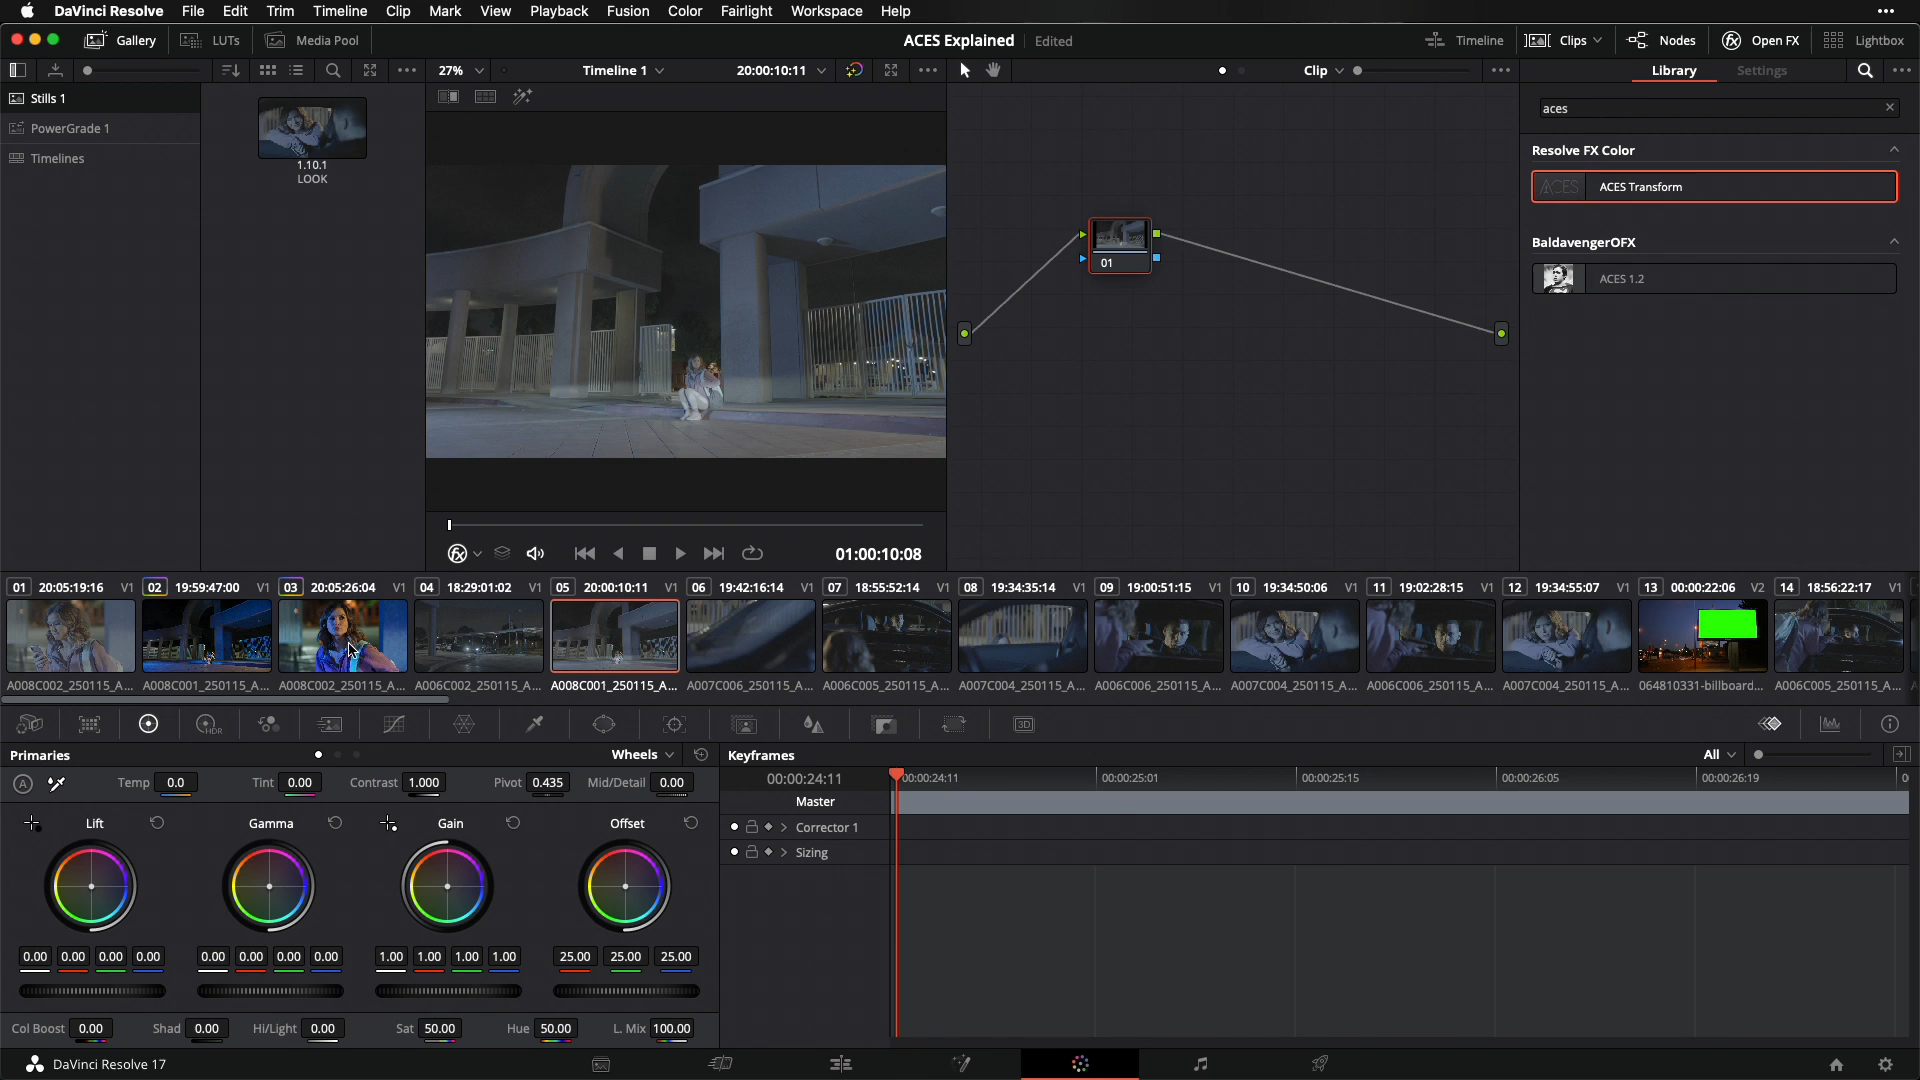 DaVinci Resolve File Edit Trim Timeline Clip Mark View Playback Fusion Color Fairlight Workspace Help
Gallery LUTs Media Pool ACES Explained Edited Timeline Clips Nodes Open FX Lightbox
27% Timeline 1 20:00:10:11 Clip Library Settings
Stills 1
PowerGrade 1
Timelines
1.10.1
LOOK
01
aces
Resolve FX Color
ACES ACES Transform
BaldavengerOFX
ACES 1.2
01:00:10:08
01 20:05:19:16 V1 02 19:59:47:00 V1 03 20:05:26:04 V1 04 18:29:01:02 V1 05 20:00:10:11 V1 06 19:42:16:14 V1 07 18:55:52:14 V1 08 19:34:35:14 V1 09 19:00:51:15 V1 10 19:34:50:06 V1 11 19:02:28:15 V1 12 19:34:55:07 V1 13 00:00:22:06 V2 14 18:56:22:17 V1
A008C002_250115_A... A008C001_250115_A... A008C002_250115_A... A006C002_250115_A... A008C001_250115_A... A007C006_250115_A... A006C005_250115_A... A007C004_250115_A... A006C006_250115_A... A007C004_250115_A... A006C006_250115_A... A007C004_250115_A... 064810331-billboard... A006C005_250115_A...
HDR 3D
Primaries Wheels Keyframes All
A Temp 0.0 Tint 0.00 Contrast 1.000 Pivot 0.435 Mid/Detail 0.00
00:00:24:11 00:00:24:11 00:00:25:01 00:00:25:15 00:00:26:05 00:00:26:19 0
Master
Corrector 1
Sizing
Lift Gamma Gain Offset
0.00 0.00 0.00 0.00 0.00 0.00 0.00 0.00 1.00 1.00 1.00 1.00 25.00 25.00 25.00
Col Boost 0.00 Shad 0.00 Hi/Light 0.00 Sat 50.00 Hue 50.00 L. Mix 100.00
DaVinci Resolve 17